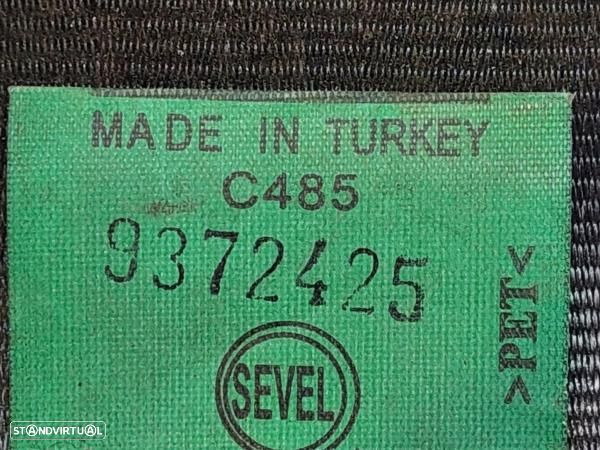 MADE IN TURKEY
C485
9372425
>PET<
SEVEL
STANDVIRTUAL